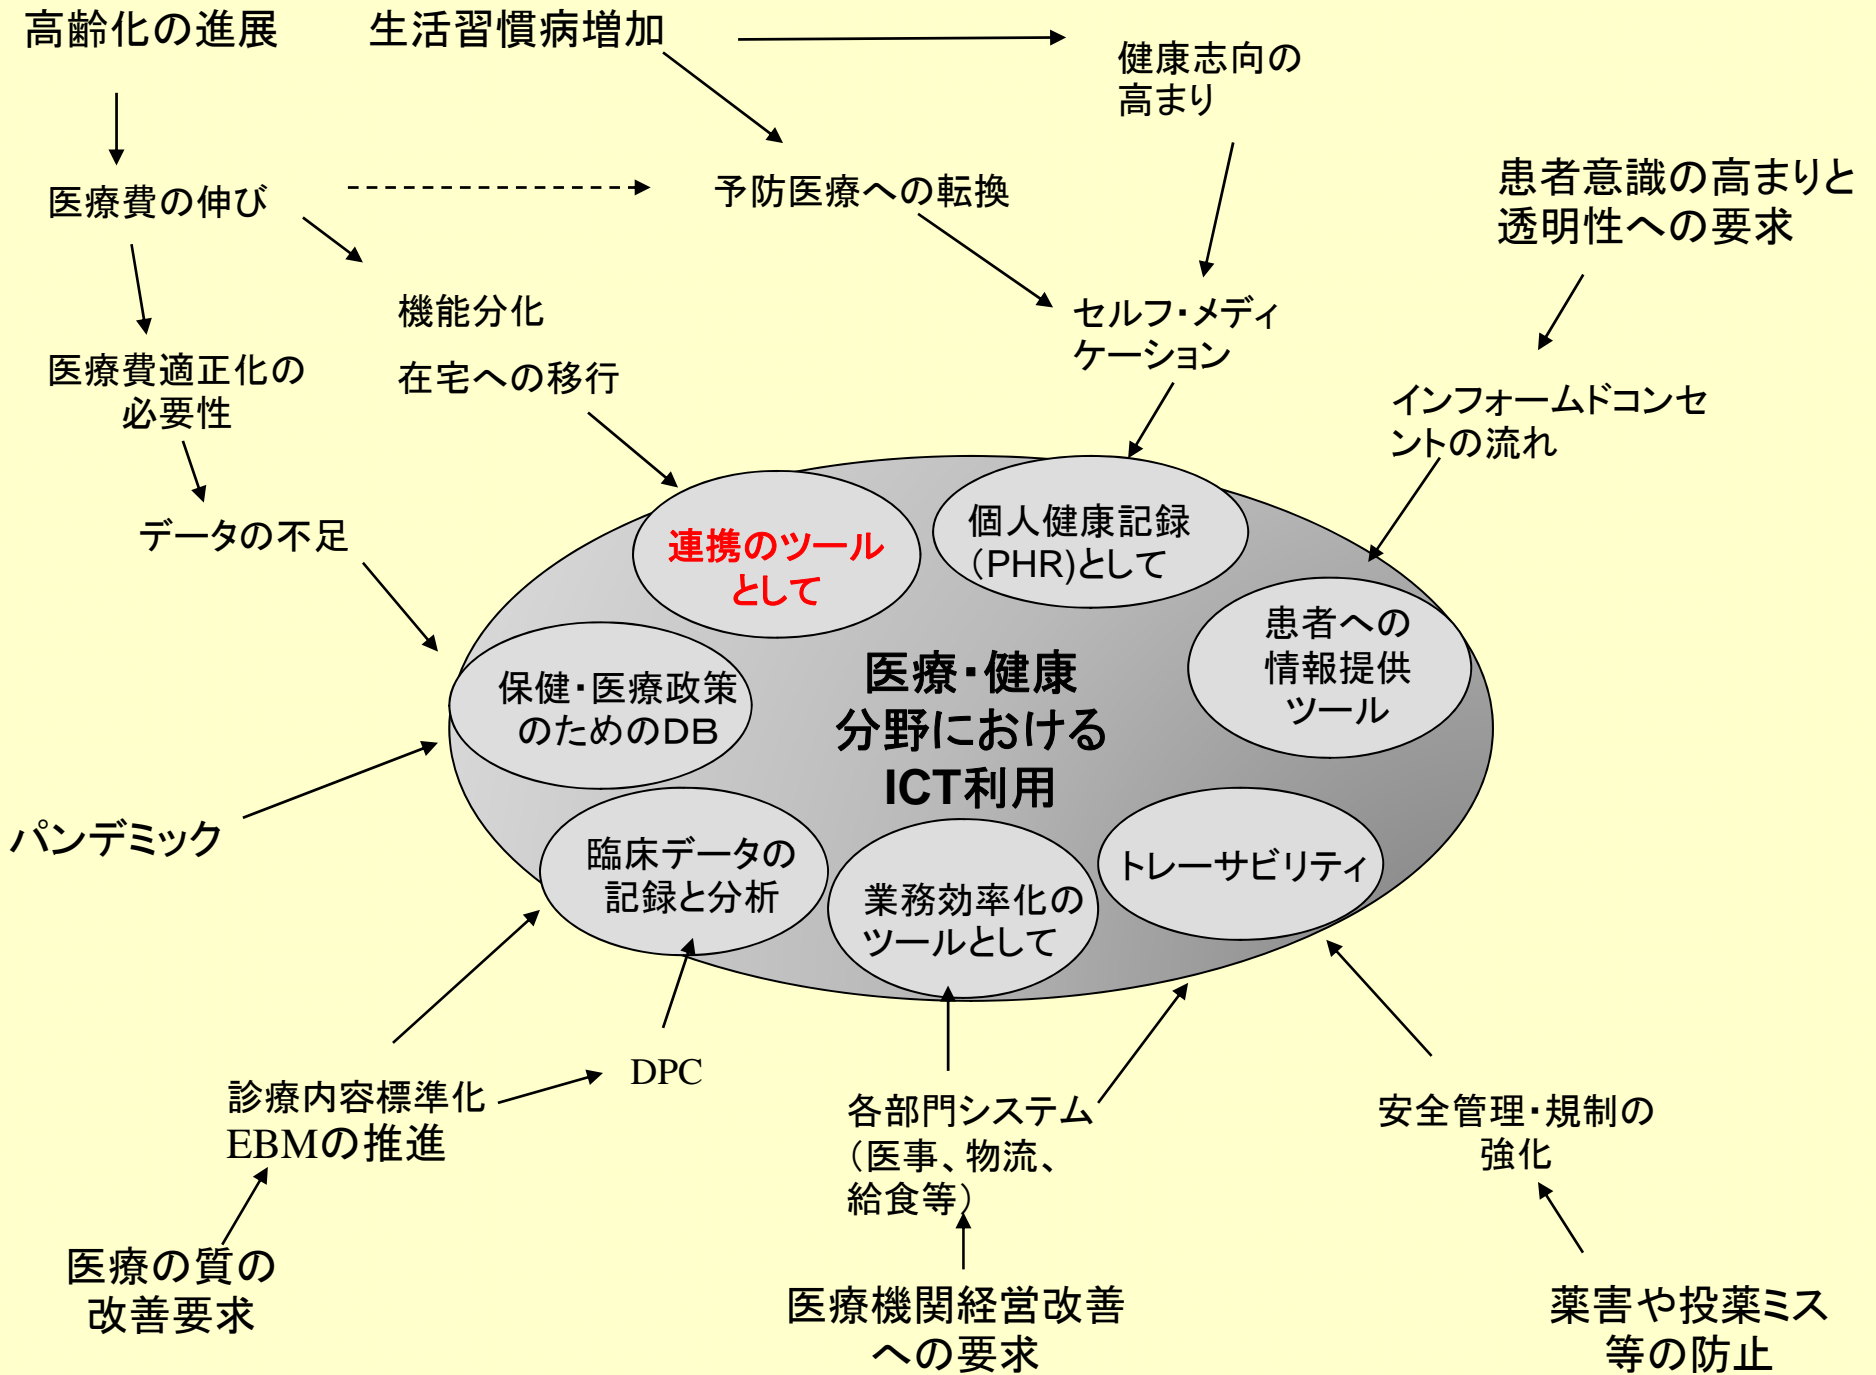 高齢化の進展
生活習慣病増加
健康志向の
高まり
医療費の伸び
予防医療への転換
患者意識の高まりと
透明性への要求
機能分化
在宅への移行
セルフ・メディ
ケーション
医療費適正化の
必要性
インフォームドコンセ
ントの流れ
データの不足
連携のツール
として
個人健康記録
（PHR)として
患者への
情報提供
ツール
保健・医療政策
のためのDB
医療・健康
分野における
ICT利用
パンデミック
臨床データの
記録と分析
業務効率化の
ツールとして
トレーサビリティ
診療内容標準化
EBMの推進
DPC
各部門システム
（医事、物流、
給食等）
安全管理・規制の
強化
医療の質の
改善要求
医療機関経営改善
への要求
薬害や投薬ミス
等の防止